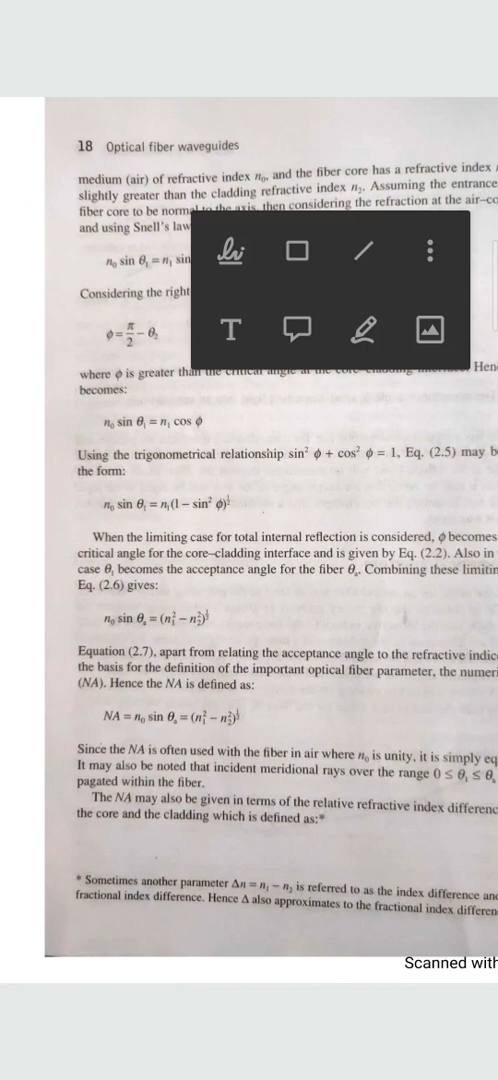 18 Optical fiber waveguides
medium (air) of refractive index n₀, and the fiber core has a refractive index
slightly greater than the cladding refractive index n₂. Assuming the entrance
fiber core to be normal to the axis, then considering the refraction at the air–co
and using Snell's law
n₀ sin θ₁ = n₁ sin
Considering the right
ϕ = π/2 − θ₂
where ϕ is greater than the critical angle at the core–cladding interface. Hen
becomes:
n₀ sin θ₁ = n₁ cos ϕ
Using the trigonometrical relationship sin² ϕ + cos² ϕ = 1, Eq. (2.5) may b
the form:
n₀ sin θ₁ = n₁(1 − sin² ϕ)^½
When the limiting case for total internal reflection is considered, ϕ becomes
critical angle for the core–cladding interface and is given by Eq. (2.2). Also in
case θ₁ becomes the acceptance angle for the fiber θₐ. Combining these limitin
Eq. (2.6) gives:
n₀ sin θₐ = (n₁² − n₂²)^½
Equation (2.7), apart from relating the acceptance angle to the refractive indic
the basis for the definition of the important optical fiber parameter, the numeri
(NA). Hence the NA is defined as:
NA = n₀ sin θₐ = (n₁² − n₂²)^½
Since the NA is often used with the fiber in air where n₀ is unity, it is simply eq
It may also be noted that incident meridional rays over the range 0 ≤ θ₁ ≤ θₐ
pagated within the fiber.
The NA may also be given in terms of the relative refractive index differenc
the core and the cladding which is defined as:*
* Sometimes another parameter Δn = n₁ − n₂ is referred to as the index difference and
fractional index difference. Hence Δ also approximates to the fractional index differen
Scanned with